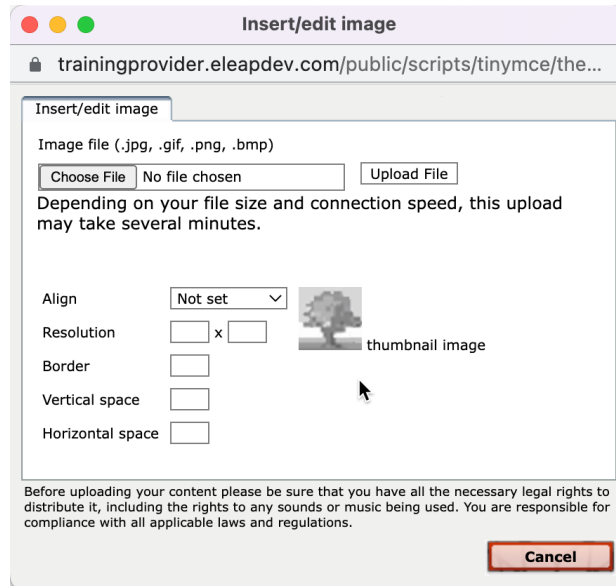 Insert/edit image
trainingprovider.eleapdev.com/public/scripts/tinymce/the...
Insert/edit image
Image file (.jpg, .gif, .png, .bmp)
Choose File No file chosen Upload File
Depending on your file size and connection speed, this upload
may take several minutes.
Align Not set
Resolution x
thumbnail image
Border
Vertical space
Horizontal space
Before uploading your content please be sure that you have all the necessary legal rights to
distribute it, including the rights to any sounds or music being used. You are responsible for
compliance with all applicable laws and regulations.
Cancel